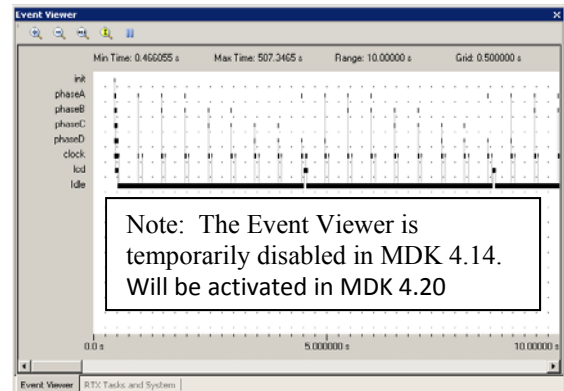 Event Viewer
Min Time: 0.466055 s Max Time: 507.3465 s Range: 10.00000 s Grid: 0.500000 s
init
phaseA
phaseB
phaseC
phaseD
clock
lcd
Idle
Note: The Event Viewer is
temporarily disabled in MDK 4.14.
Will be activated in MDK 4.20
0.0 s 5.000000 s 10.00000 s
Event Viewer RTX Tasks and System